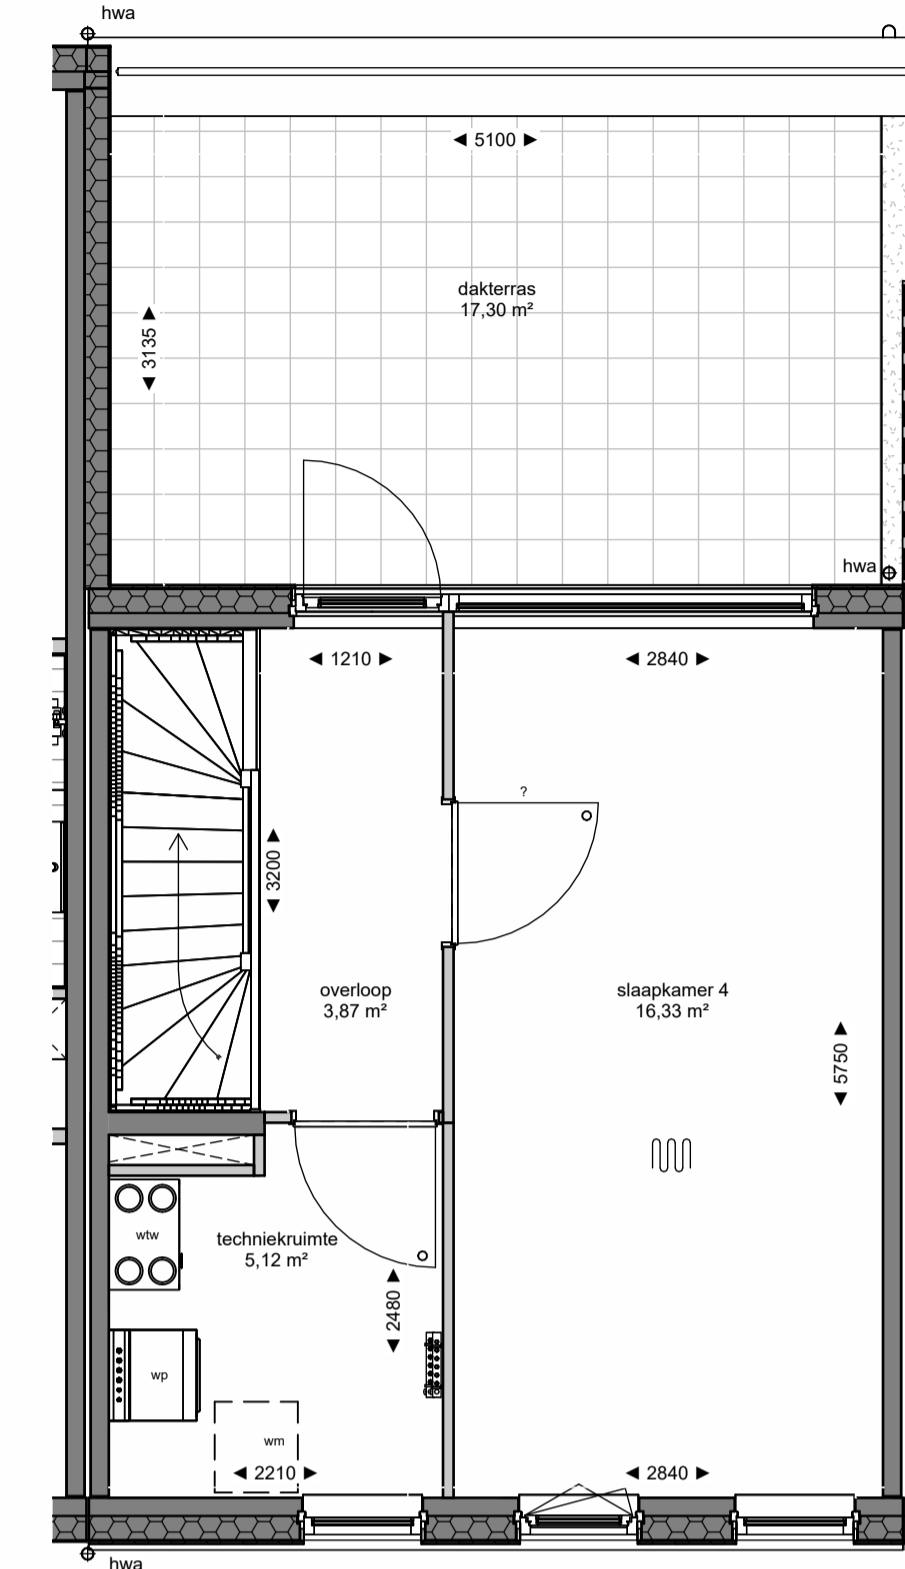 hwa
◄ 5100 ►
dakterras
17,30 m²
◄ 3135 ►
hwa
◄ 1210 ►
◄ 2840 ►
?
◄ 3200 ►
overloop
3,87 m²
slaapkamer 4
16,33 m²
◄ 5750 ►
wtw
techniekruimte
5,12 m²
◄ 2480 ►
wp
wm
◄ 2210 ►
◄ 2840 ►
hwa